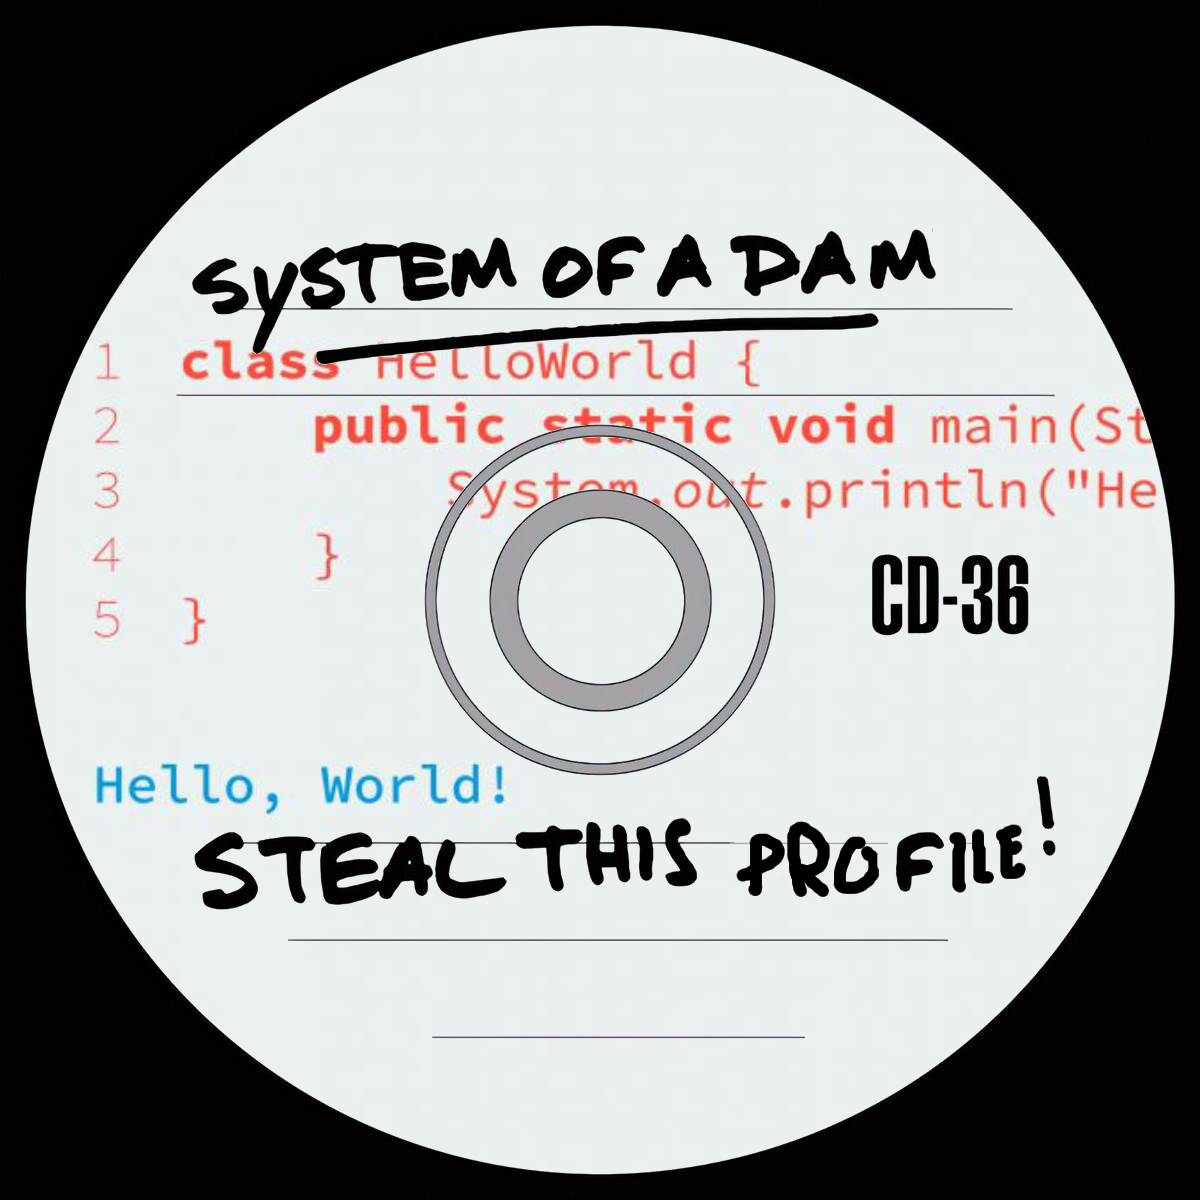 SYSTEM OF A DAM
1 class HelloWorld {
2 public static void main(St
3 System.out.println("He
4 }
5 }
CD-36
Hello, World!
STEAL THIS PROFILE!